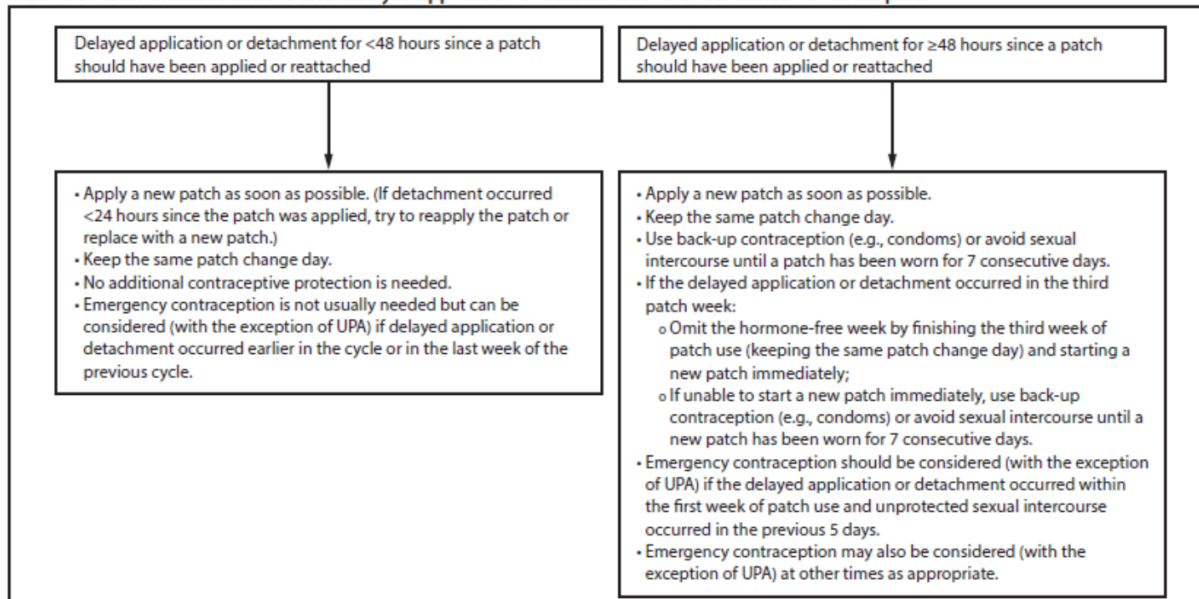 Delayed application or detachment for <48 hours since a patch
should have been applied or reattached
Delayed application or detachment for ≥48 hours since a patch
should have been applied or reattached
• Apply a new patch as soon as possible. (If detachment occurred
<24 hours since the patch was applied, try to reapply the patch or
replace with a new patch.)
• Keep the same patch change day.
• No additional contraceptive protection is needed.
• Emergency contraception is not usually needed but can be
considered (with the exception of UPA) if delayed application or
detachment occurred earlier in the cycle or in the last week of the
previous cycle.
• Apply a new patch as soon as possible.
• Keep the same patch change day.
• Use back-up contraception (e.g., condoms) or avoid sexual
intercourse until a patch has been worn for 7 consecutive days.
• If the delayed application or detachment occurred in the third
patch week:
o Omit the hormone-free week by finishing the third week of
patch use (keeping the same patch change day) and starting a
new patch immediately;
o If unable to start a new patch immediately, use back-up
contraception (e.g., condoms) or avoid sexual intercourse until a
new patch has been worn for 7 consecutive days.
• Emergency contraception should be considered (with the exception
of UPA) if the delayed application or detachment occurred within
the first week of patch use and unprotected sexual intercourse
occurred in the previous 5 days.
• Emergency contraception may also be considered (with the
exception of UPA) at other times as appropriate.